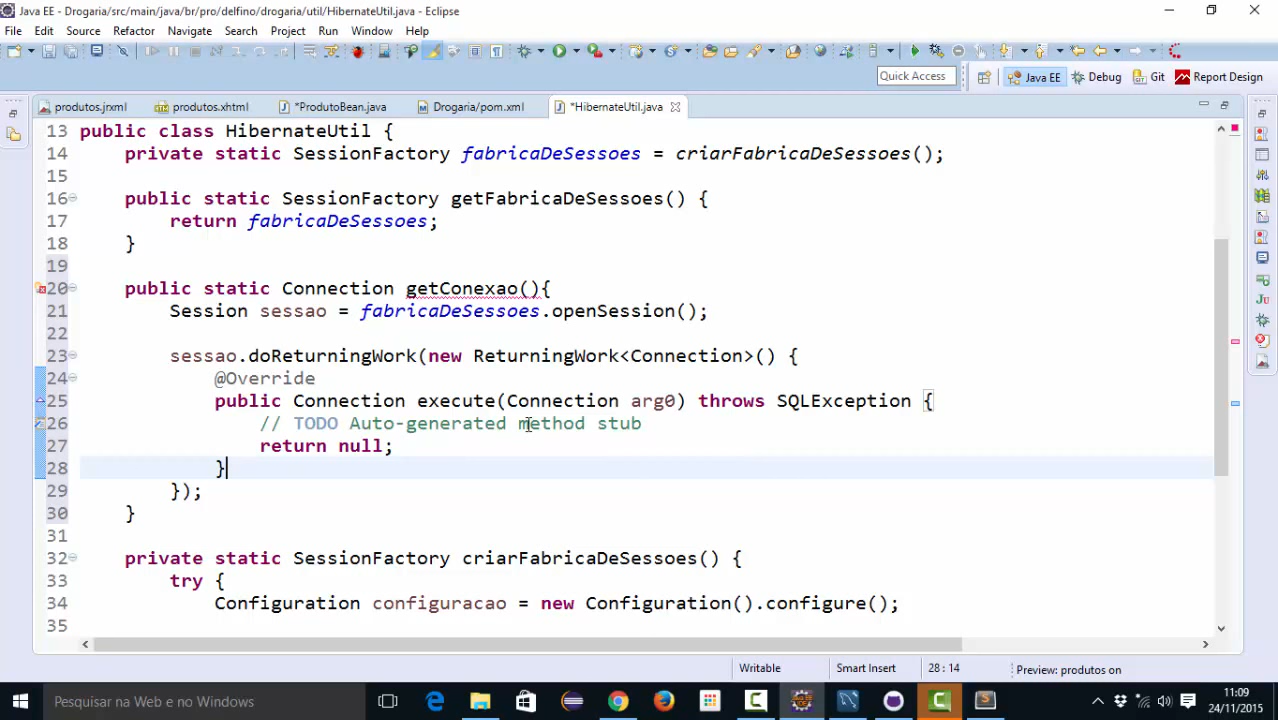 Java EE - Drogaria/src/main/java/br/pro/delfino/drogaria/util/HibernateUtil.java - Eclipse
File Edit Source Refactor Navigate Search Project Run Window Help
Quick Access Java EE Debug Git Report Design
produtos.jrxml produtos.xhtml *ProdutoBean.java Drogaria/pom.xml *HibernateUtil.java
13 public class HibernateUtil {
14 private static SessionFactory fabricaDeSessoes = criarFabricaDeSessoes();
15
16 public static SessionFactory getFabricaDeSessoes() {
17 return fabricaDeSessoes;
18 }
19
20 public static Connection getConexao(){
21 Session sessao = fabricaDeSessoes.openSession();
22
23 sessao.doReturningWork(new ReturningWork<Connection>() {
24 @Override
25 public Connection execute(Connection arg0) throws SQLException {
26 // TODO Auto-generated method stub
27 return null;
28 }
29 });
30 }
31
32 private static SessionFactory criarFabricaDeSessoes() {
33 try {
34 Configuration configuracao = new Configuration().configure();
35
Writable Smart Insert 28 : 14 Preview: produtos on
Pesquisar na Web e no Windows
11:09
24/11/2015